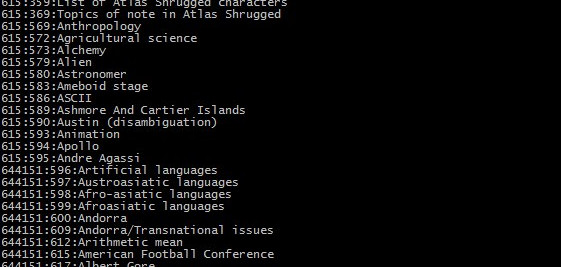 615:359:List of Atlas Shrugged characters
615:369:Topics of note in Atlas Shrugged
615:569:Anthropology
615:572:Agricultural science
615:573:Alchemy
615:579:Alien
615:580:Astronomer
615:583:Ameboid stage
615:586:ASCII
615:589:Ashmore And Cartier Islands
615:590:Austin (disambiguation)
615:593:Animation
615:594:Apollo
615:595:Andre Agassi
644151:596:Artificial languages
644151:597:Austroasiatic languages
644151:598:Afro-asiatic languages
644151:599:Afroasiatic languages
644151:600:Andorra
644151:609:Andorra/Transnational issues
644151:612:Arithmetic mean
644151:615:American Football Conference
644151:617:Albert Gore